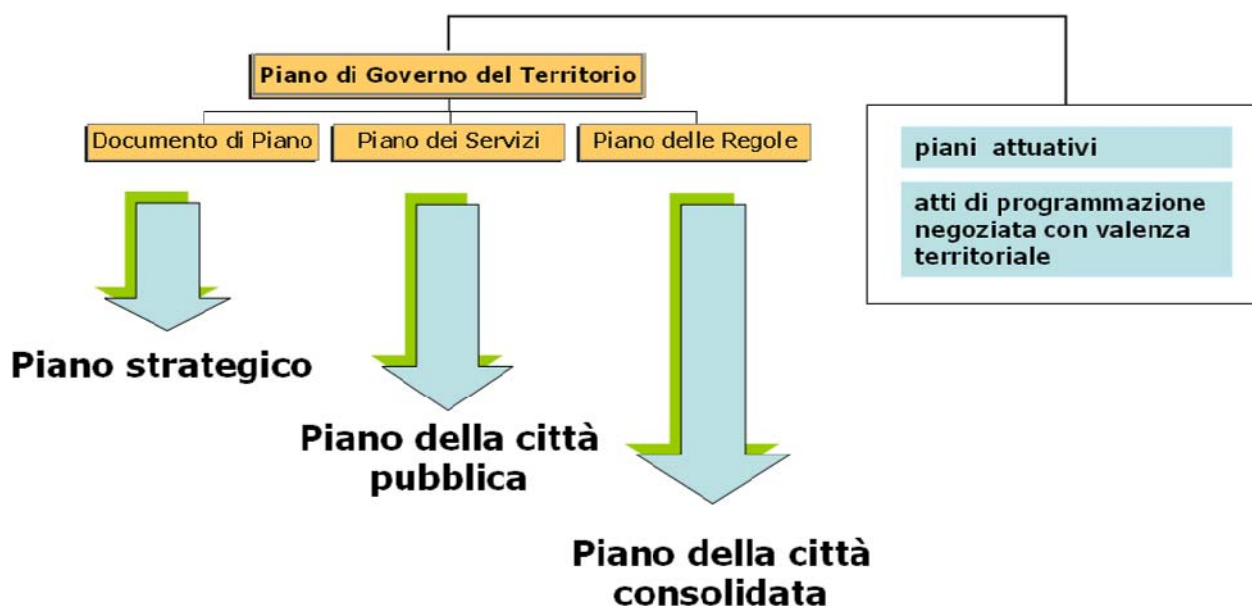 Piano di Governo del Territorio
Documento di Piano
Piano dei Servizi
Piano delle Regole
piani attuativi
atti di programmazione
negoziata con valenza
territoriale
Piano strategico
Piano della città
pubblica
Piano della città
consolidata